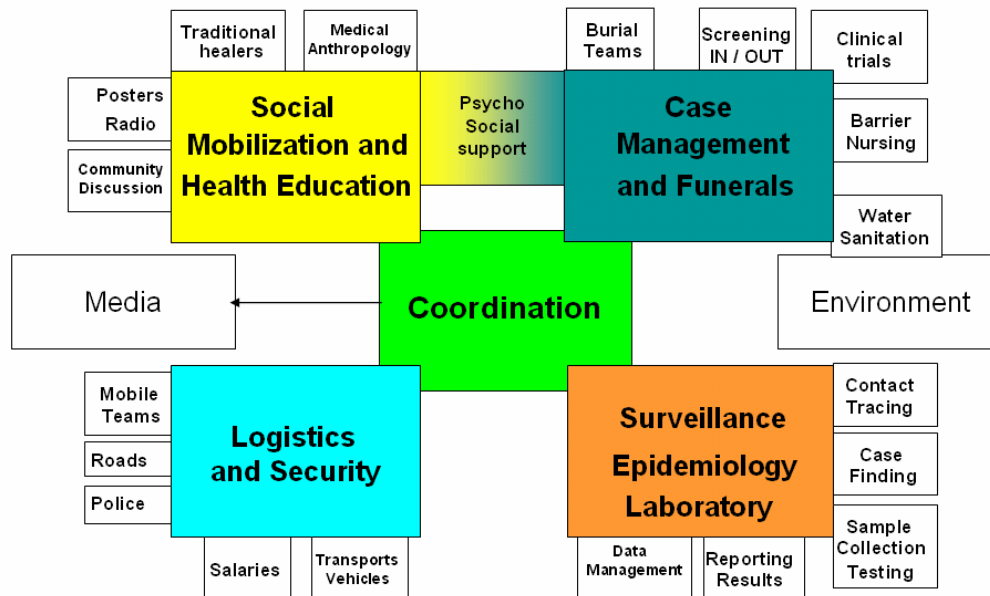 Traditional
healers
Medical
Anthropology
Burial
Teams
Screening
IN / OUT
Clinical
trials
Posters
Radio
Community
Discussion
Social
Mobilization and
Health Education
Psycho
Social
support
Case
Management
and Funerals
Barrier
Nursing
Water
Sanitation
Media
Coordination
Environment
Mobile
Teams
Roads
Police
Logistics
and Security
Surveillance
Epidemiology
Laboratory
Contact
Tracing
Case
Finding
Sample
Collection
Testing
Salaries
Transports
Vehicles
Data
Management
Reporting
Results